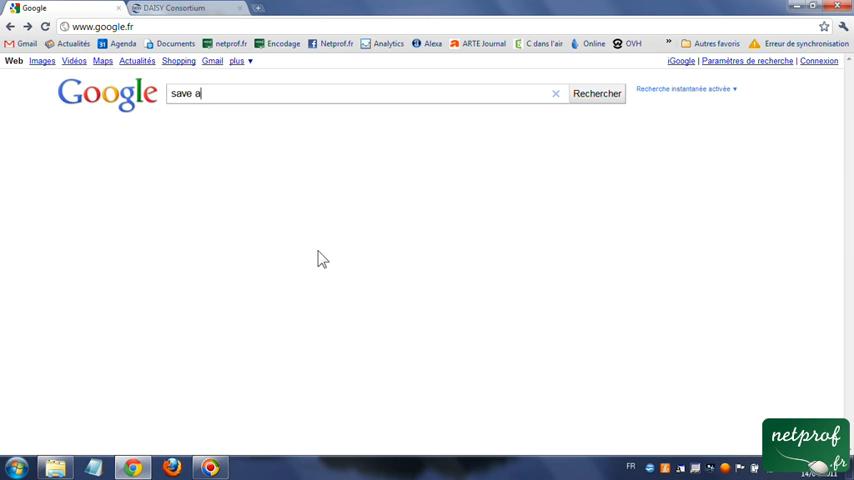 Google
DAISY Consortium
www.google.fr
Gmail Actualités Agenda Documents netprof.fr Encodage Netprof.fr Analytics Alexa ARTE Journal C dans l'air Online OVH » Autres favoris Erreur de synchronisation
Web Images Vidéos Maps Actualités Shopping Gmail plus ▼ iGoogle | Paramètres de recherche | Connexion
Google save a Rechercher Recherche instantanée activée ▼
netprof
.fr
FR